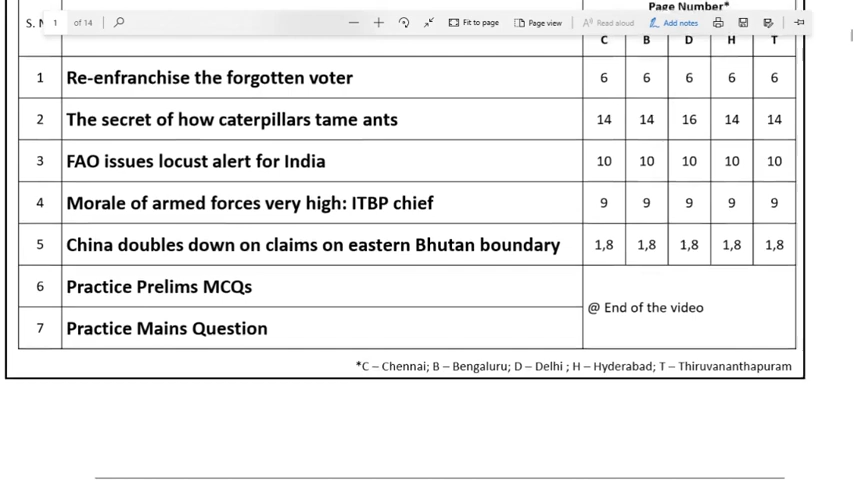 Page Number*
S. N
1 of 14 Fit to page Page view Read aloud Add notes
C B D H T
1 Re-enfranchise the forgotten voter 6 6 6 6 6
2 The secret of how caterpillars tame ants 14 14 16 14 14
3 FAO issues locust alert for India 10 10 10 10 10
4 Morale of armed forces very high: ITBP chief 9 9 9 9 9
5 China doubles down on claims on eastern Bhutan boundary 1,8 1,8 1,8 1,8 1,8
6 Practice Prelims MCQs
@ End of the video
7 Practice Mains Question
*C – Chennai; B – Bengaluru; D – Delhi ; H – Hyderabad; T – Thiruvananthapuram